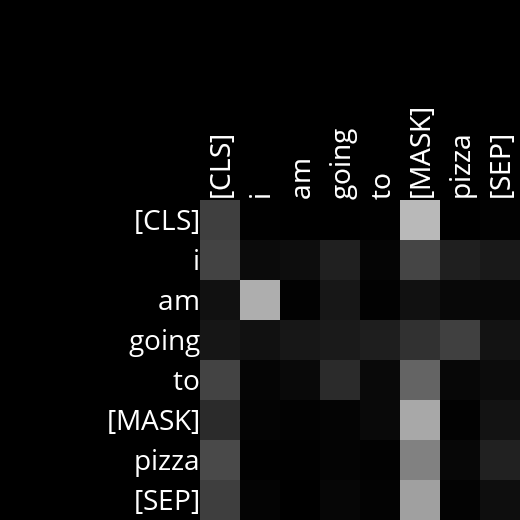 [CLS] i am going to [MASK] pizza [SEP]
[CLS]
i
am
going
to
[MASK]
pizza
[SEP]